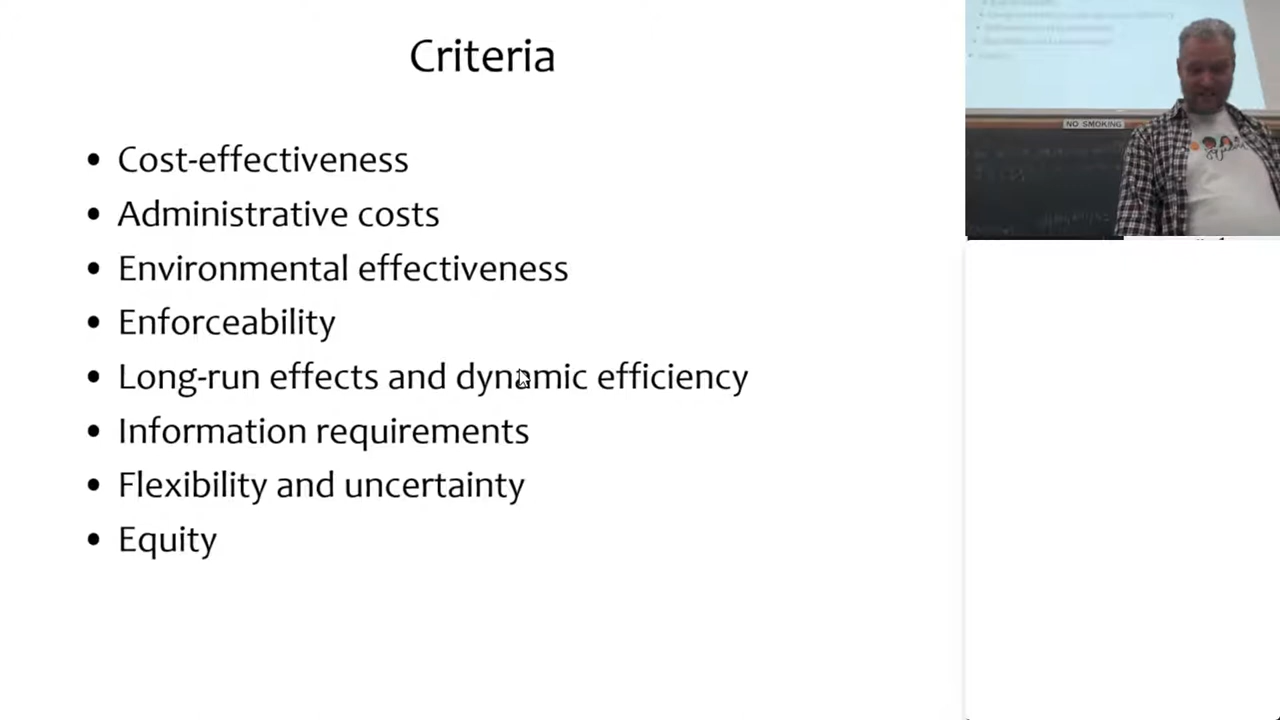 Criteria
• Cost-effectiveness
• Administrative costs
• Environmental effectiveness
• Enforceability
• Long-run effects and dynamic efficiency
• Information requirements
• Flexibility and uncertainty
• Equity
NO SMOKING